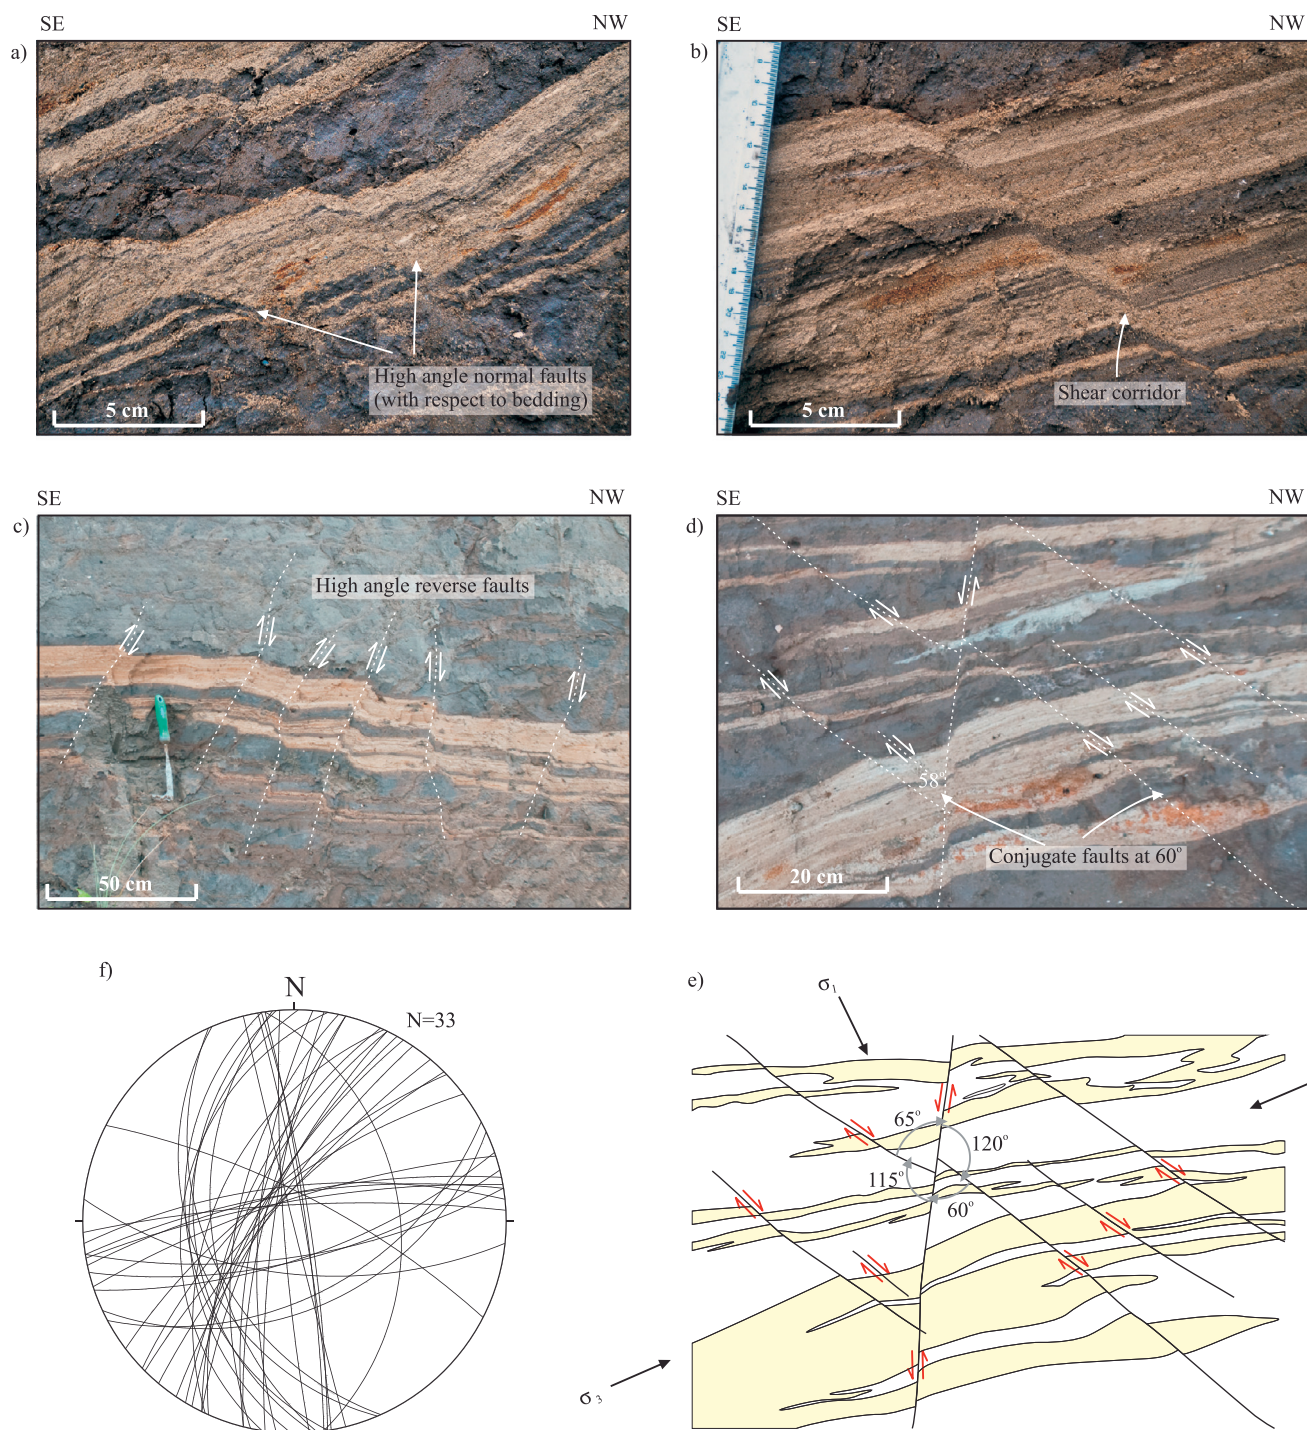 SE NW
a)
High angle normal faults
(with respect to bedding)
5 cm
SE NW
b)
Shear corridor
5 cm
SE NW
c)
High angle reverse faults
50 cm
SE NW
d)
58
Conjugate faults at 60°
20 cm
f)
N
N=33
e)
σ1
65°
120°
115°
60°
σ3